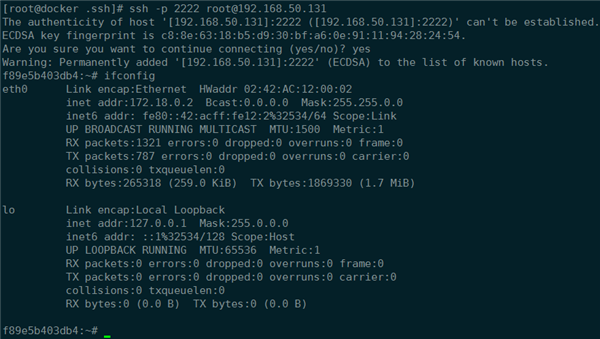 [root@docker .ssh]# ssh -p 2222 root@192.168.50.131
The authenticity of host '[192.168.50.131]:2222 ([192.168.50.131]:2222)' can't be established.
ECDSA key fingerprint is c8:8e:63:18:b5:d9:30:bf:a6:0e:91:11:94:28:24:54.
Are you sure you want to continue connecting (yes/no)? yes
Warning: Permanently added '[192.168.50.131]:2222' (ECDSA) to the list of known hosts.
f89e5b403db4:~# ifconfig
eth0      Link encap:Ethernet  HWaddr 02:42:AC:12:00:02
          inet addr:172.18.0.2  Bcast:0.0.0.0  Mask:255.255.0.0
          inet6 addr: fe80::42:acff:fe12:2%32534/64 Scope:Link
          UP BROADCAST RUNNING MULTICAST  MTU:1500  Metric:1
          RX packets:1321 errors:0 dropped:0 overruns:0 frame:0
          TX packets:787 errors:0 dropped:0 overruns:0 carrier:0
          collisions:0 txqueuelen:0
          RX bytes:265318 (259.0 KiB)  TX bytes:1869330 (1.7 MiB)
lo        Link encap:Local Loopback
          inet addr:127.0.0.1  Mask:255.0.0.0
          inet6 addr: ::1%32534/128 Scope:Host
          UP LOOPBACK RUNNING  MTU:65536  Metric:1
          RX packets:0 errors:0 dropped:0 overruns:0 frame:0
          TX packets:0 errors:0 dropped:0 overruns:0 carrier:0
          collisions:0 txqueuelen:0
          RX bytes:0 (0.0 B)  TX bytes:0 (0.0 B)
f89e5b403db4:~#